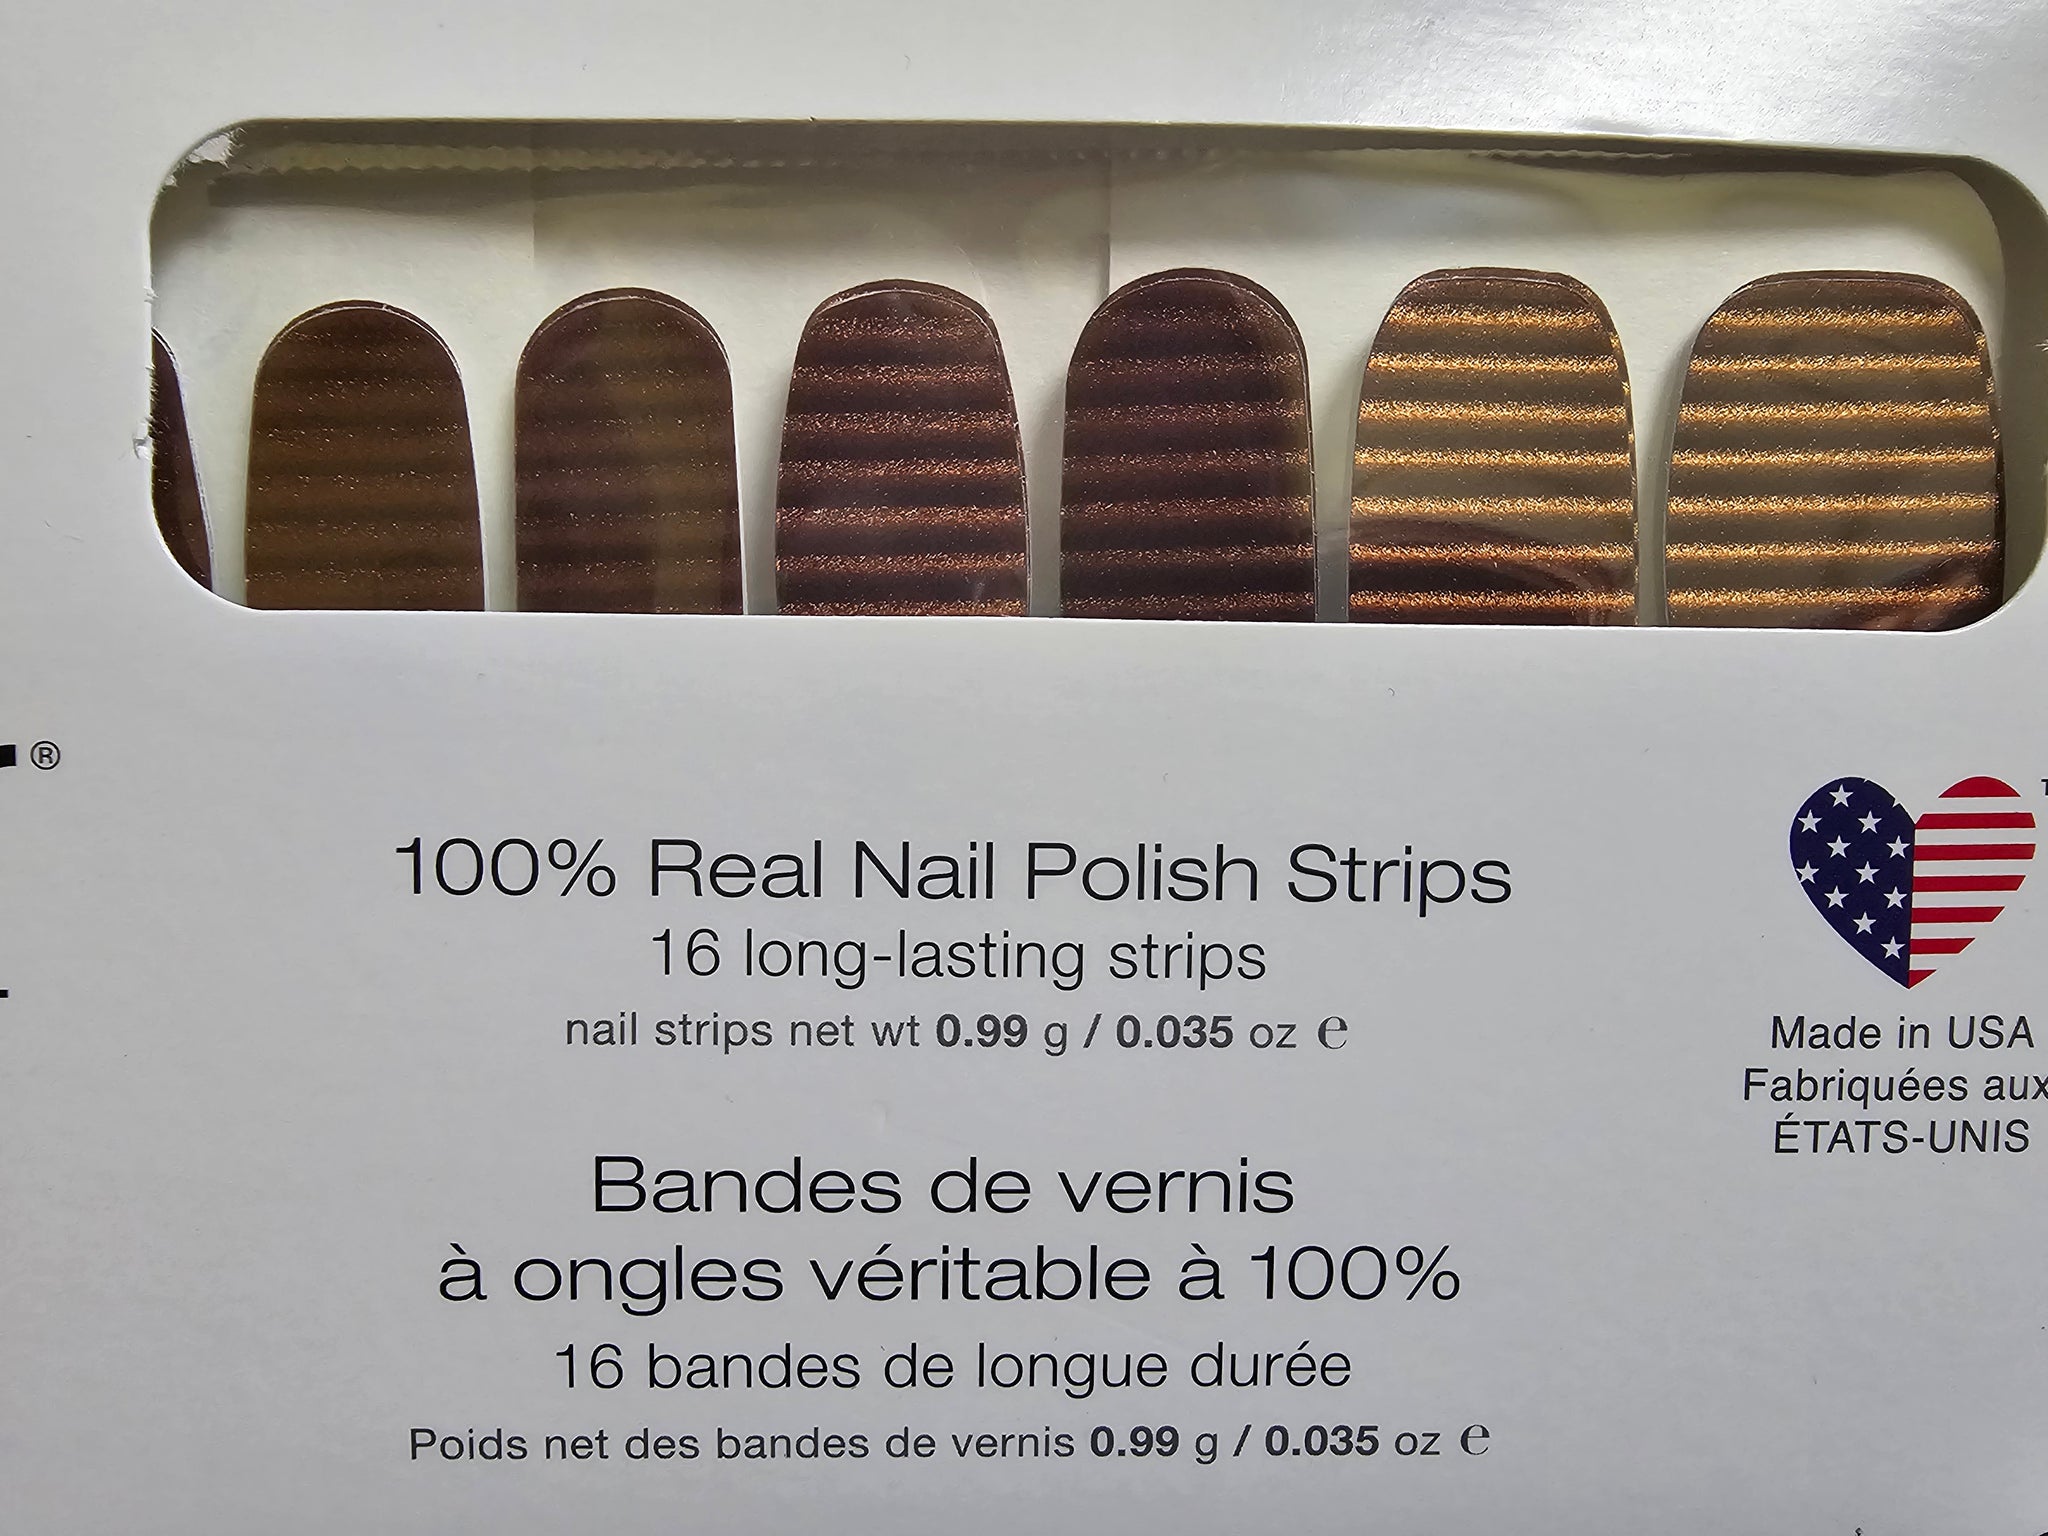 ®
100% Real Nail Polish Strips
16 long-lasting strips
nail strips net wt 0.99 g / 0.035 oz ℮
Made in USA
Fabriquées aux
ÉTATS-UNIS
Bandes de vernis
à ongles véritable à 100%
16 bandes de longue durée
Poids net des bandes de vernis 0.99 g / 0.035 oz ℮